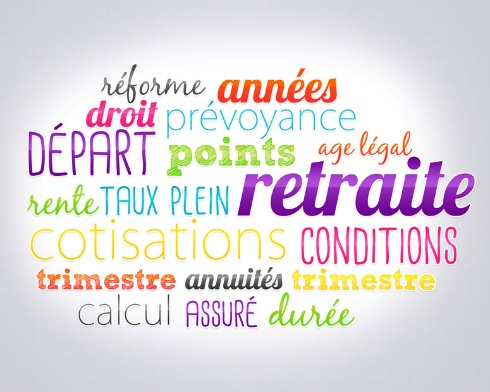 réforme années
droit prévoyance
DÉPART points age légal
rente TAUX PLEIN retraite
cotisations CONDITIONS
trimestre annuités trimestre
calcul ASSURÉ durée